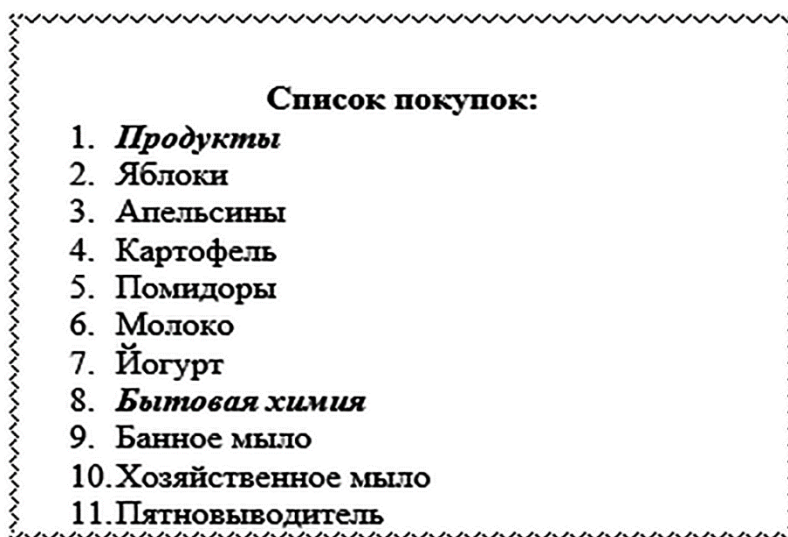 Список покупок:
1. Продукты
2. Яблоки
3. Апельсины
4. Картофель
5. Помидоры
6. Молоко
7. Йогурт
8. Бытовая химия
9. Банное мыло
10.Хозяйственное мыло
11.Пятновыводитель